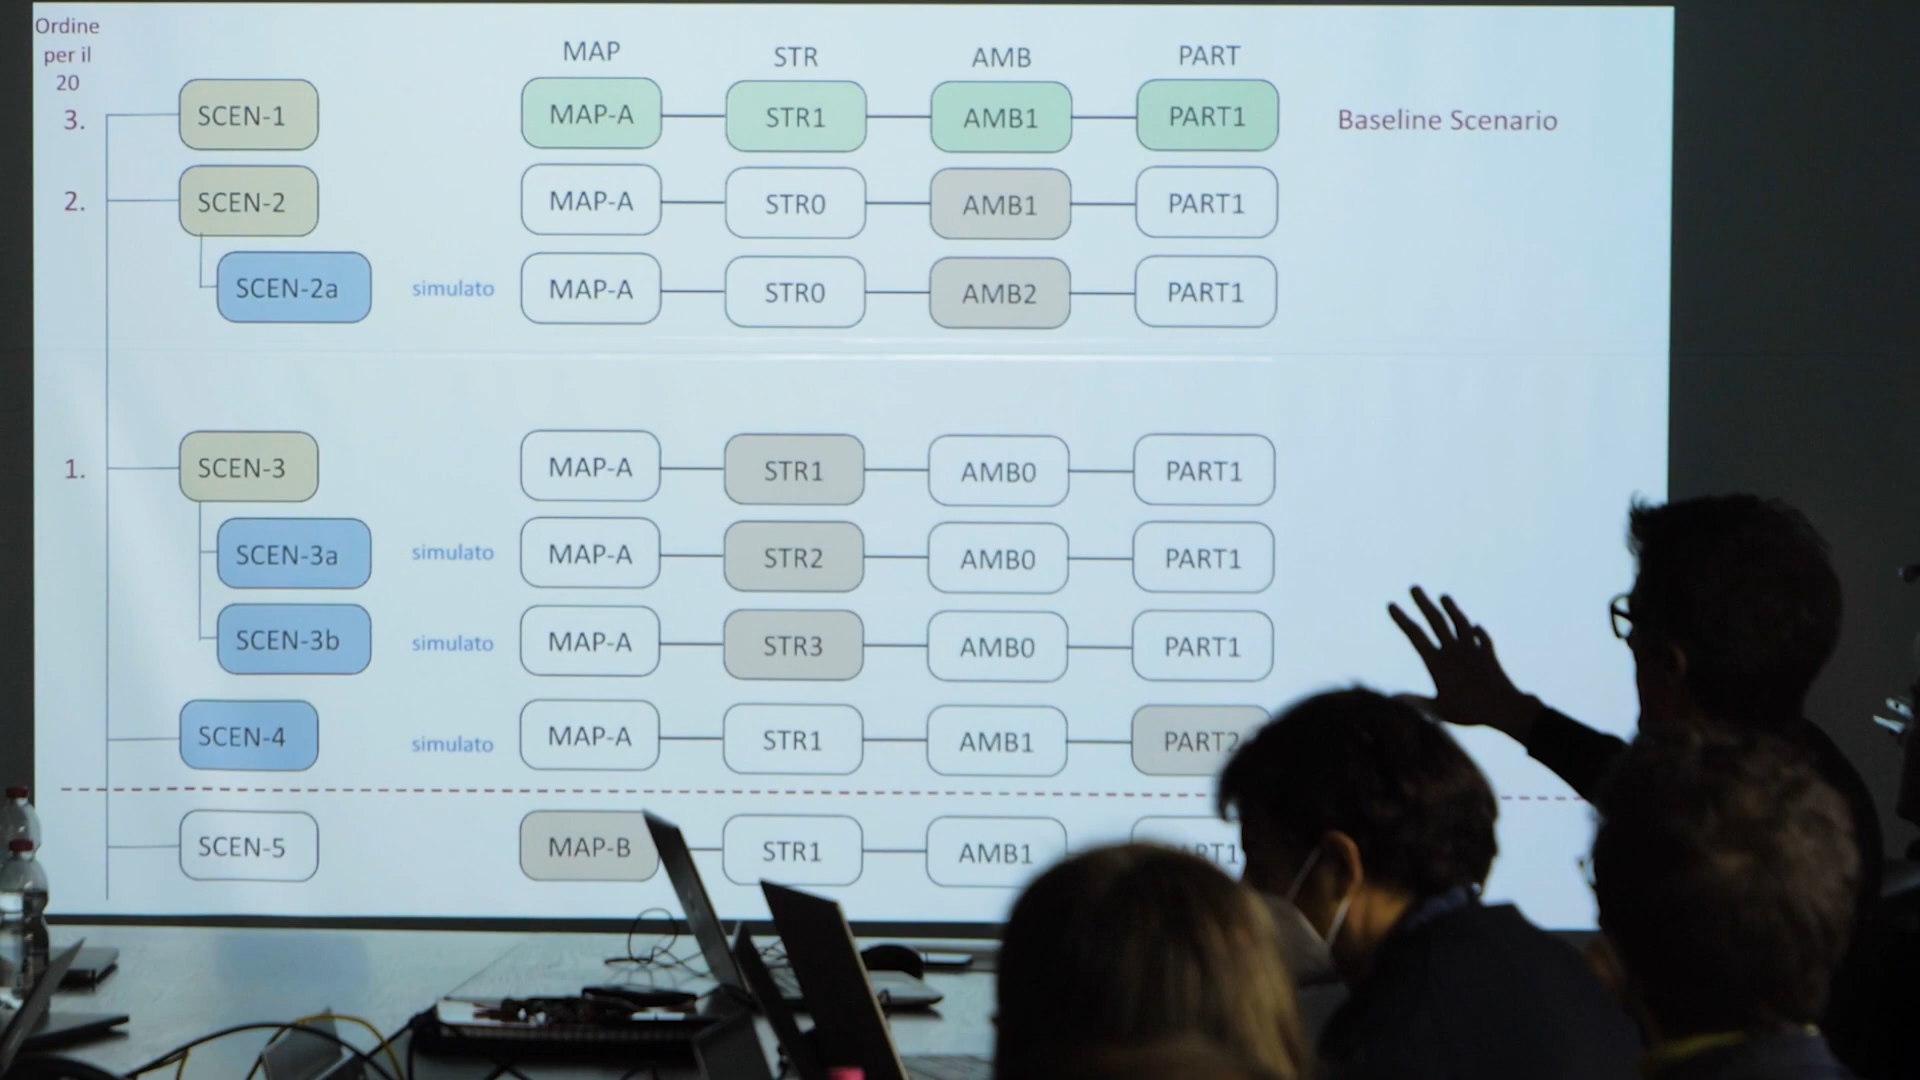 Ordine
per il
20
MAP STR AMB PART
3. SCEN-1 MAP-A STR1 AMB1 PART1 Baseline Scenario
2. SCEN-2 MAP-A STR0 AMB1 PART1
SCEN-2a simulato MAP-A STR0 AMB2 PART1
1. SCEN-3 MAP-A STR1 AMB0 PART1
SCEN-3a simulato MAP-A STR2 AMB0 PART1
SCEN-3b simulato MAP-A STR3 AMB0 PART1
SCEN-4 simulato MAP-A STR1 AMB1 PART2
SCEN-5 MAP-B STR1 AMB1